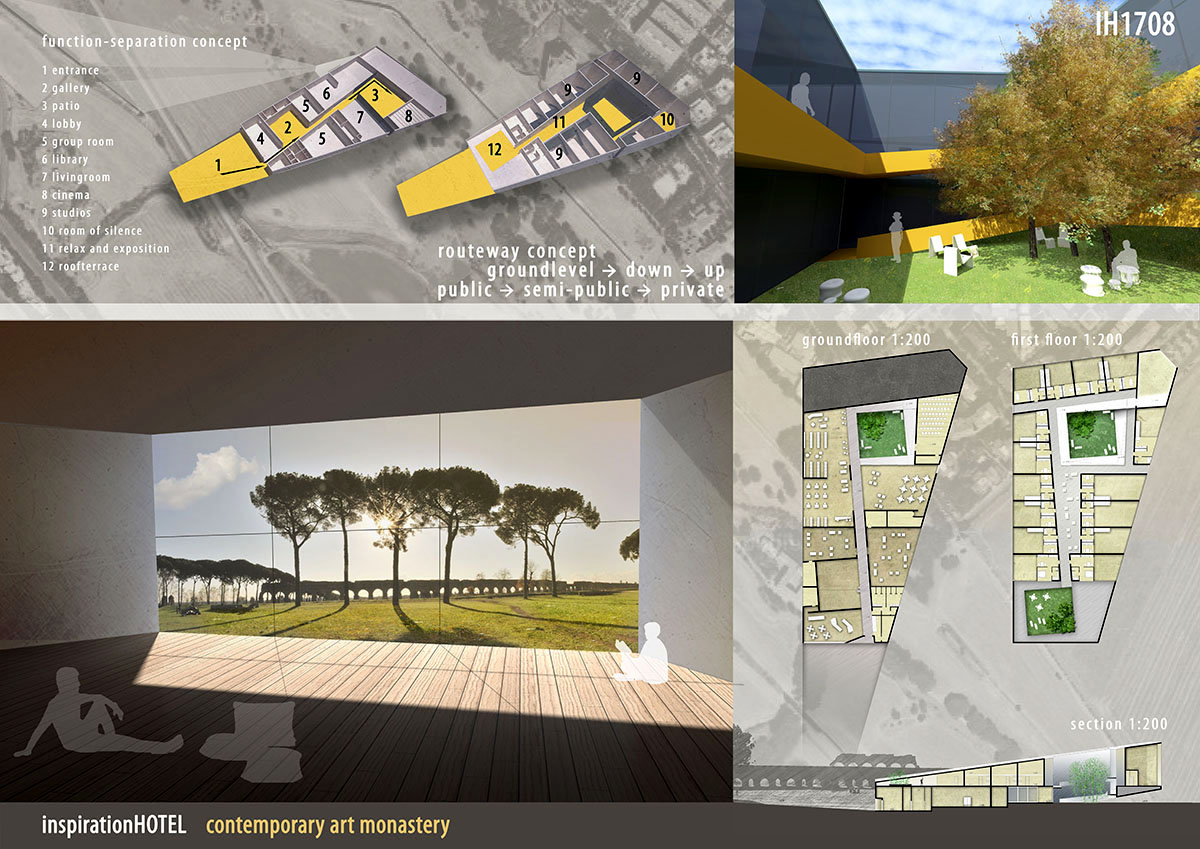 function-separation concept
1 entrance
2 gallery
3 patio
4 lobby
5 group room
6 library
7 livingroom
8 cinema
9 studios
10 room of silence
11 relax and exposition
12 roofterrace
1
4
2
5
6
5
7
3
8
12
11
9
9
9
10
routeway concept
groundlevel → down → up
public → semi-public → private
IH1708
groundfloor 1:200
first floor 1:200
section 1:200
inspirationHOTEL contemporary art monastery